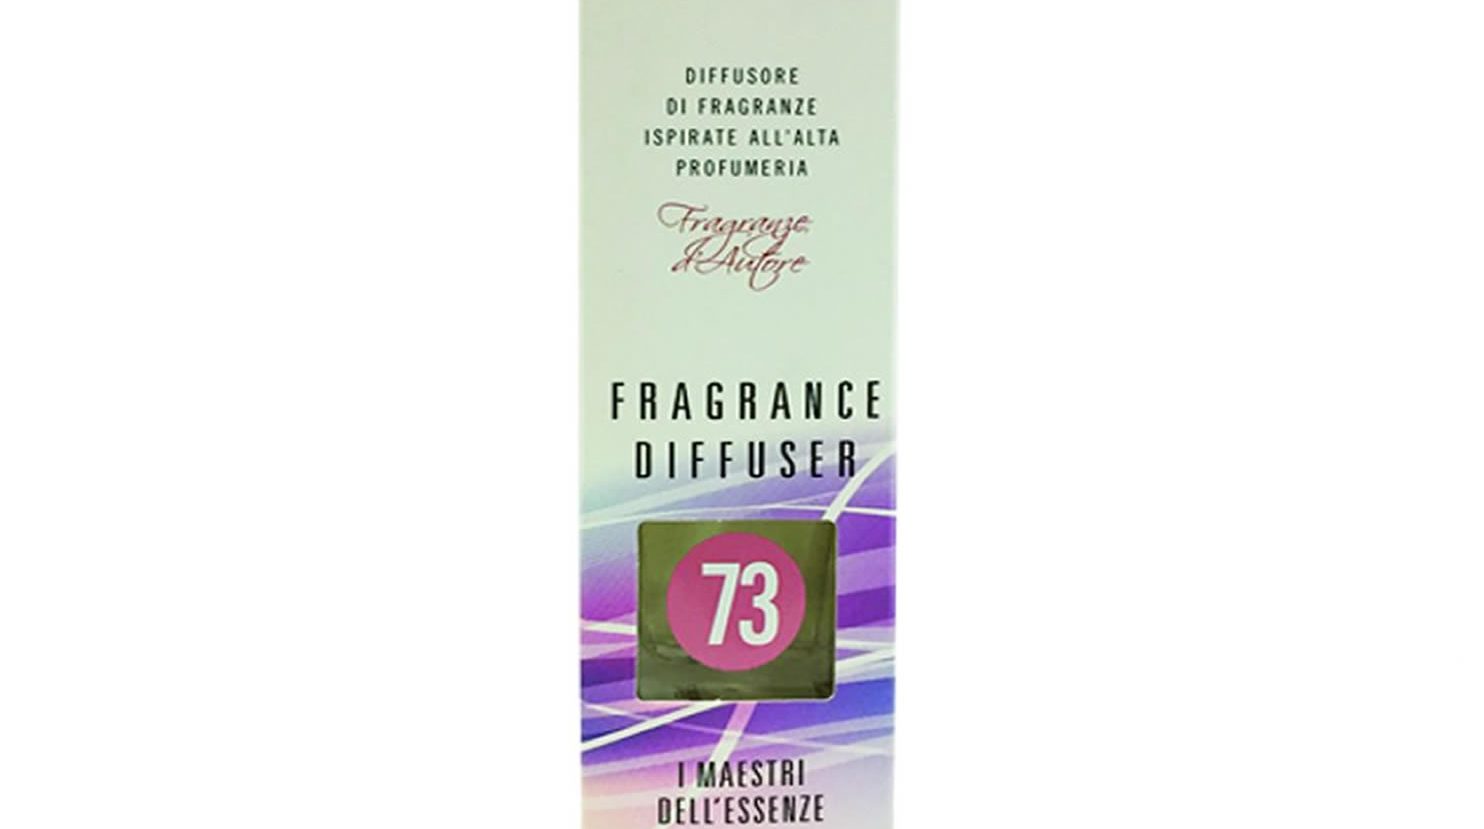 DIFFUSORE
DI FRAGRANZE
ISPIRATE ALL'ALTA
PROFUMERIA
Fragranze
d'Autore
FRAGRANCE
DIFFUSER
73
I MAESTRI
DELL'ESSENZE